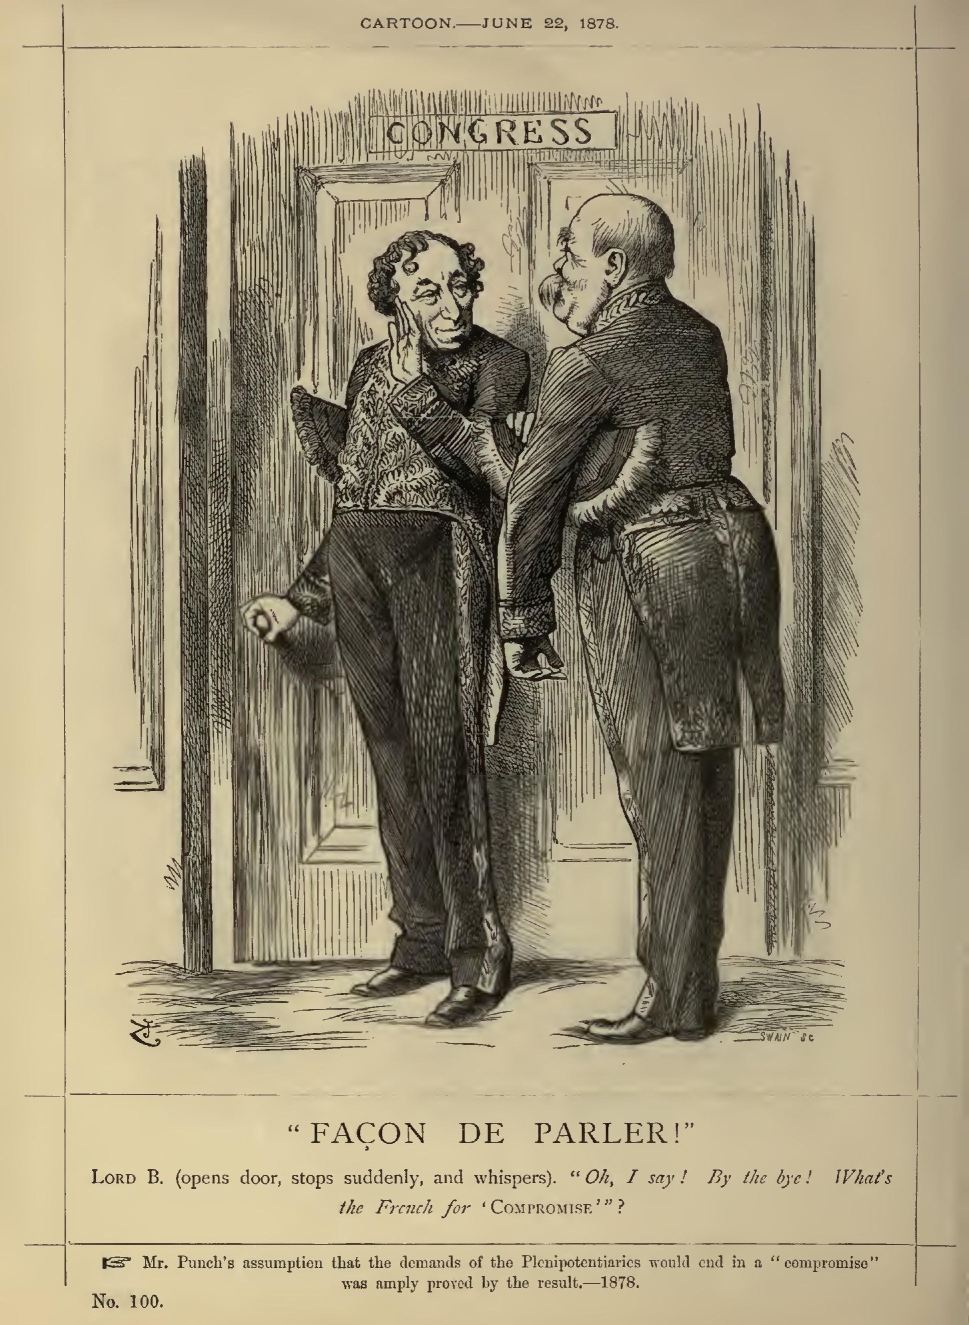 CARTOON.—JUNE 22, 1878.
CONGRESS
SWAIN SC
“FAÇON DE PARLER!”
LORD B. (opens door, stops suddenly, and whispers). “Oh, I say! By the bye! What's
the French for ‘COMPROMISE’”?
☞ Mr. Punch's assumption that the demands of the Plenipotentiaries would end in a “compromise”
was amply proved by the result.—1878.
No. 100.